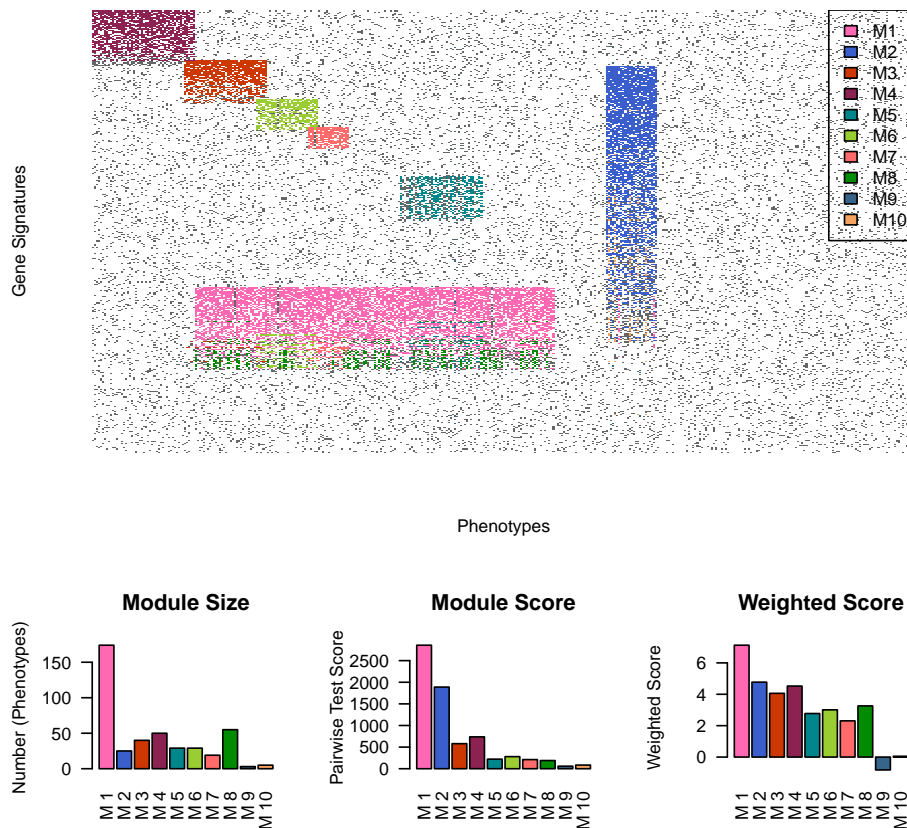 M1
M2
M3
M4
M5
M6
M7
M8
M9
M10
Gene Signatures
Phenotypes
Module Size
Number (Phenotypes)
0
50
100
150
M 1
M 2
M 3
M 4
M 5
M 6
M 7
M 8
M 9
M 10
Module Score
Pairwise Test Score
0
500
1000
1500
2000
2500
M 1
M 2
M 3
M 4
M 5
M 6
M 7
M 8
M 9
M 10
Weighted Score
Weighted Score
0
2
4
6
M 1
M 2
M 3
M 4
M 5
M 6
M 7
M 8
M 9
M 10